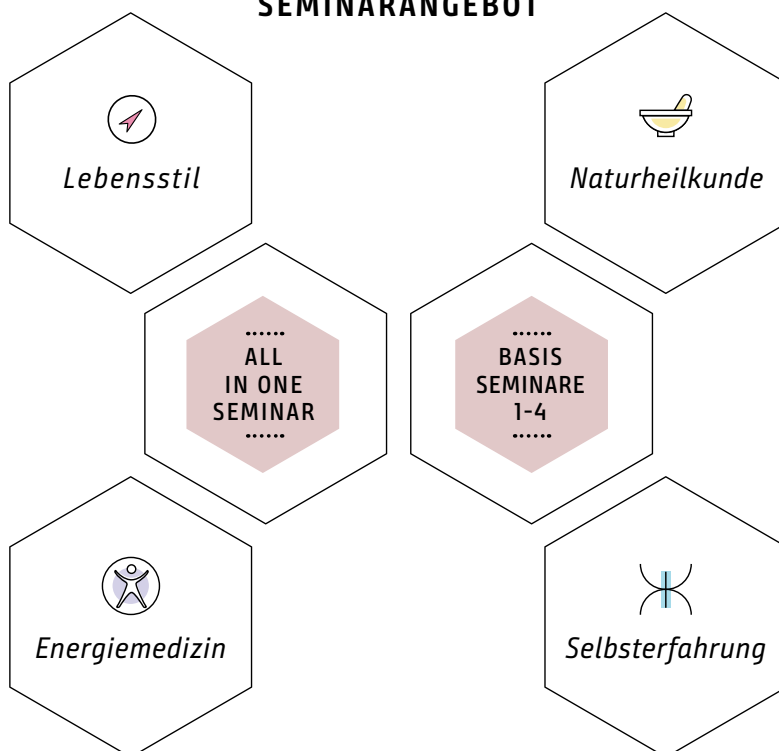 SEMINARANGEBOT
Lebensstil
Naturheilkunde
ALL
IN ONE
SEMINAR
BASIS
SEMINARE
1-4
Energiemedizin
Selbsterfahrung